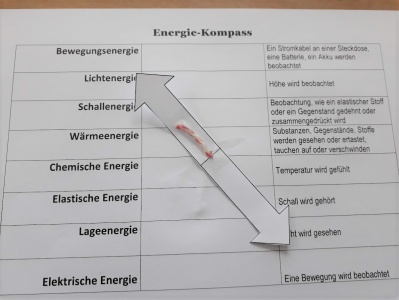 Energie-Kompass
Bewegungsenergie
Ein Stromkabel an einer Steckdose,
eine Batterie, ein Akku werden
beobachtet
Lichtenergie
Höhe wird beobachtet
Schallenergie
Beobachtung, wie ein elastischer Stoff
oder ein Gegenstand gedehnt oder
zusammengedrückt wird
Wärmeenergie
Substanzen, Gegenstände, Stoffe
werden gesehen oder ertastet,
tauchen auf oder verschwinden
Chemische Energie
Temperatur wird gefühlt
Elastische Energie
Schall wird gehört
Lageenergie
wird gesehen
Elektrische Energie
Eine Bewegung wird beobachtet